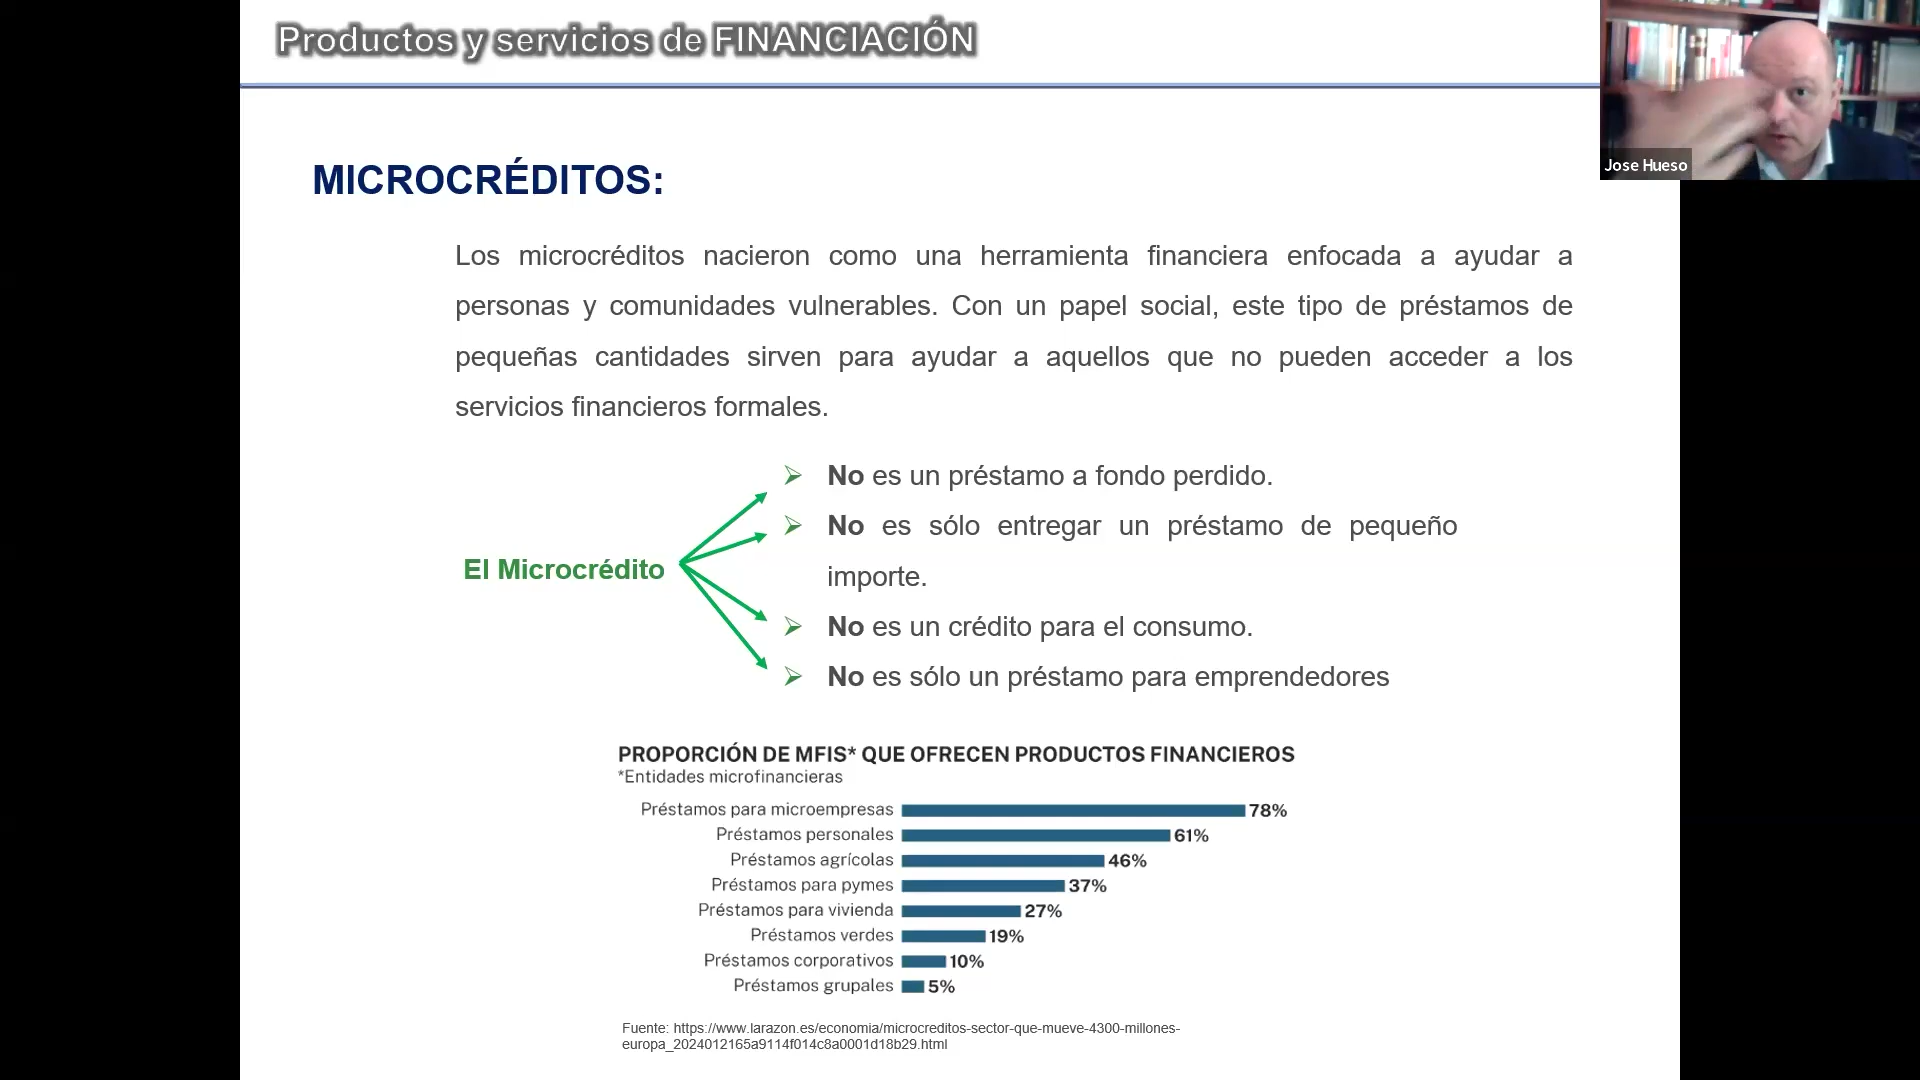 Productos y servicios de FINANCIACIÓN
Jose Hueso
MICROCRÉDITOS:
Los microcréditos nacieron como una herramienta financiera enfocada a ayudar a
personas y comunidades vulnerables. Con un papel social, este tipo de préstamos de
pequeñas cantidades sirven para ayudar a aquellos que no pueden acceder a los
servicios financieros formales.
El Microcrédito
No es un préstamo a fondo perdido.
No es sólo entregar un préstamo de pequeño
importe.
No es un crédito para el consumo.
No es sólo un préstamo para emprendedores
PROPORCIÓN DE MFIS* QUE OFRECEN PRODUCTOS FINANCIEROS
*Entidades microfinancieras
Préstamos para microempresas 78%
Préstamos personales 61%
Préstamos agrícolas 46%
Préstamos para pymes 37%
Préstamos para vivienda 27%
Préstamos verdes 19%
Préstamos corporativos 10%
Préstamos grupales 5%
Fuente: https://www.larazon.es/economia/microcreditos-sector-que-mueve-4300-millones-
europa_2024012165a9114f014c8a0001d18b29.html